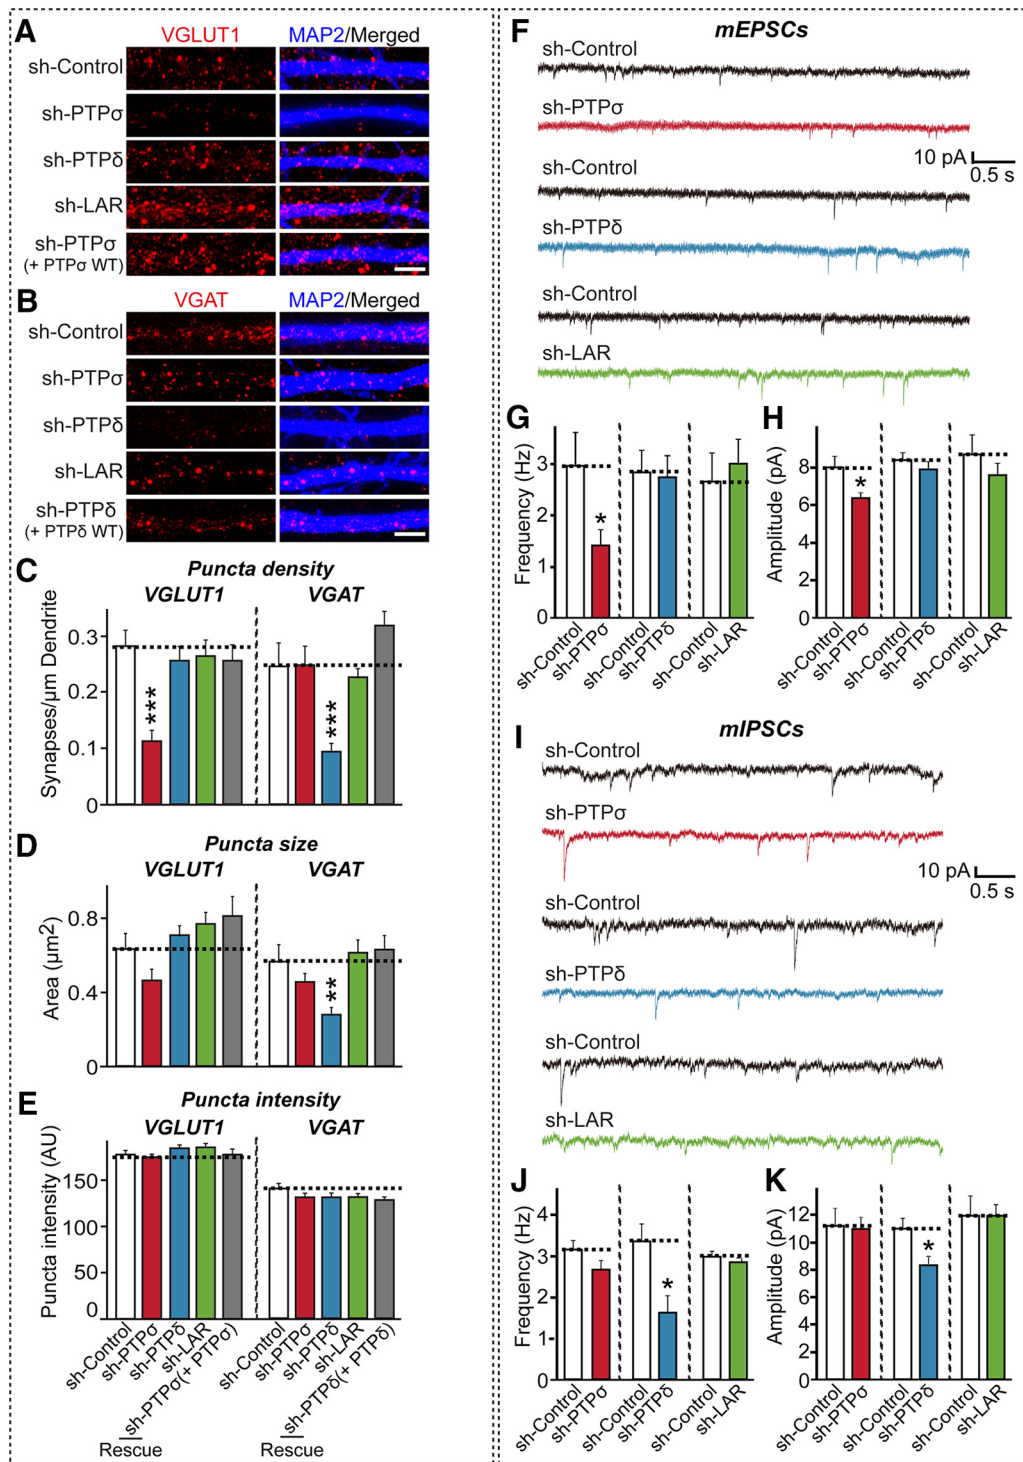 A
VGLUT1 MAP2/Merged
sh-Control
sh-PTPσ
sh-PTPδ
sh-LAR
sh-PTPσ
(+ PTPσ WT)
B
VGAT MAP2/Merged
sh-Control
sh-PTPσ
sh-PTPδ
sh-LAR
sh-PTPδ
(+ PTPδ WT)
C
Puncta density
VGLUT1 VGAT
Synapses/µm Dendrite
0.3
0.2
0.1
0
***
***
D
Puncta size
VGLUT1 VGAT
Area (µm2)
0.8
0.4
0
**
E
Puncta intensity
VGLUT1 VGAT
Puncta intensity (AU)
150
100
50
0
sh-Control
sh-PTPσ
sh-PTPδ
sh-LAR
sh-PTPσ(+ PTPσ)
Rescue
sh-Control
sh-PTPσ
sh-PTPδ
sh-LAR
sh-PTPδ(+ PTPδ)
Rescue
F
mEPSCs
sh-Control
sh-PTPσ
10 pA
0.5 s
sh-Control
sh-PTPδ
sh-Control
sh-LAR
G
Frequency (Hz)
3
2
1
0
*
sh-Control
sh-PTPσ
sh-Control
sh-PTPδ
sh-Control
sh-LAR
H
Amplitude (pA)
8
6
4
2
0
*
sh-Control
sh-PTPσ
sh-Control
sh-PTPδ
sh-Control
sh-LAR
I
mIPSCs
sh-Control
sh-PTPσ
10 pA
0.5 s
sh-Control
sh-PTPδ
sh-Control
sh-LAR
J
Frequency (Hz)
4
3
2
1
0
*
sh-Control
sh-PTPσ
sh-Control
sh-PTPδ
sh-Control
sh-LAR
K
Amplitude (pA)
12
10
8
6
4
2
0
*
sh-Control
sh-PTPσ
sh-Control
sh-PTPδ
sh-Control
sh-LAR